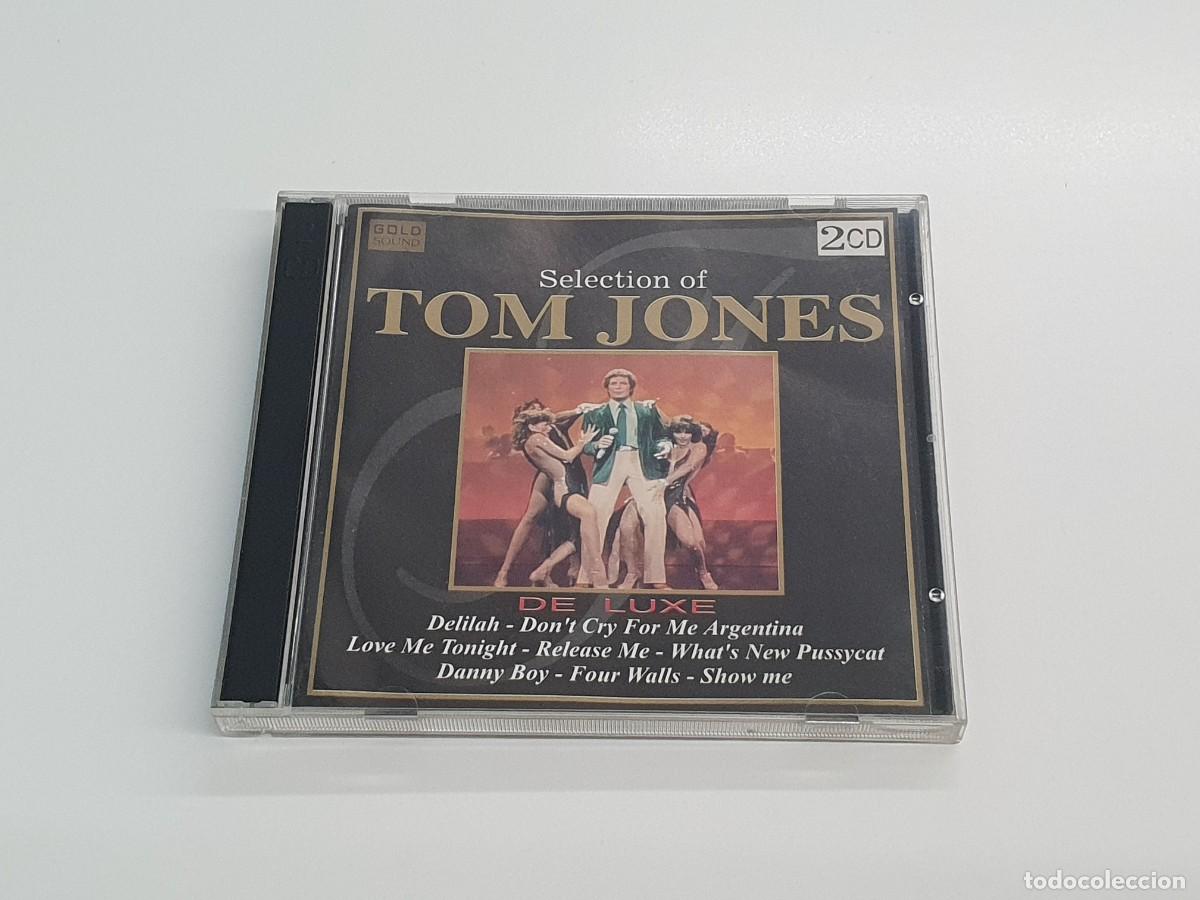 GOLD
SOUND
2CD
Selection of
TOM JONES
DE LUXE
Delilah - Don't Cry For Me Argentina
Love Me Tonight - Release Me - What's New Pussycat
Danny Boy - Four Walls - Show me
todocoleccion